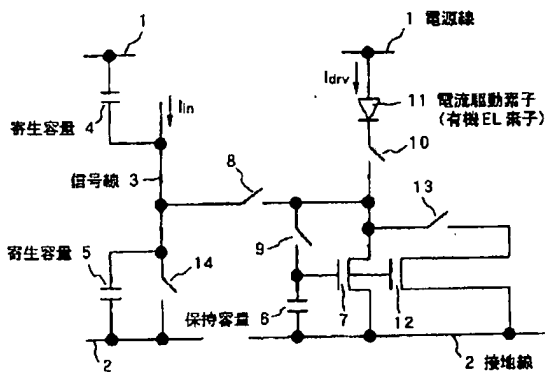 1
1 電源線
Idrv
Iin
11 電流駆動素子
(有機EL素子)
寄生容量 4
10
信号線 3
8
13
9
寄生容量 5
14
保持容量 6
7
12
2
2 接地線